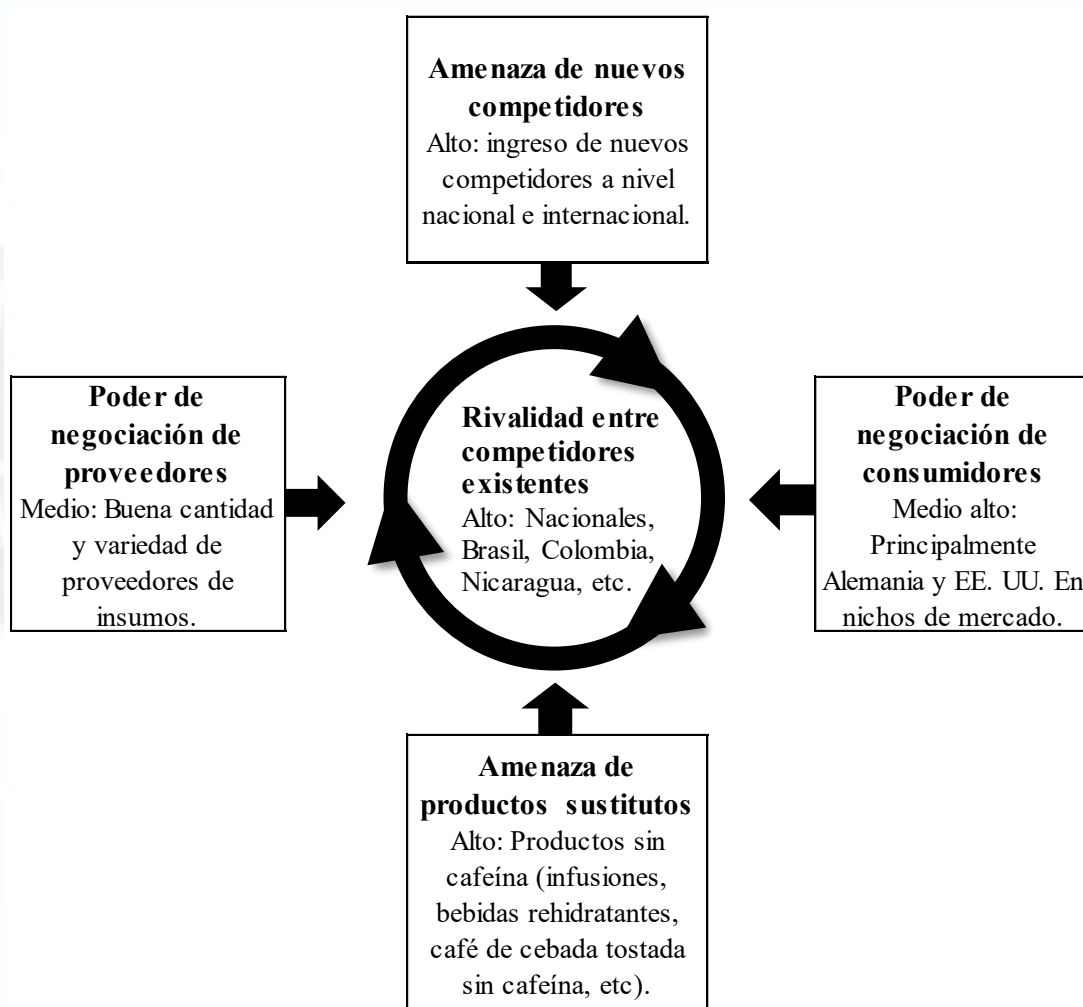 Amenaza de nuevos
competidores
Alto: ingreso de nuevos
competidores a nivel
nacional e internacional.
Poder de
negociación de
proveedores
Medio: Buena cantidad
y variedad de
proveedores de
insumos.
Rivalidad entre
competidores
existentes
Alto: Nacionales,
Brasil, Colombia,
Nicaragua, etc.
Poder de
negociación de
consumidores
Medio alto:
Principalmente
Alemania y EE. UU. En
nichos de mercado.
Amenaza de
productos sustitutos
Alto: Productos sin
cafeína (infusiones,
bebidas rehidratantes,
café de cebada tostada
sin cafeína, etc).